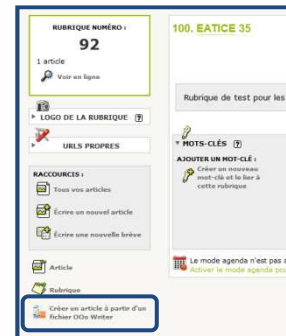 RUBRIQUE NUMÉRO :
92
1 article
Voir en ligne
LOGO DE LA RUBRIQUE [?]
URLS PROPRES
RACCOURCIS :
Tous vos articles
Écrire un nouvel article
Écrire une nouvelle brève
Article
Rubrique
Créer un article à partir d'un
fichier OOo Writer
100. EATICE 35
Rubrique de test pour les
MOTS-CLÉS [?]
AJOUTER UN MOT-CLÉ :
Créer un nouveau
mot-clé et le lier à
cette rubrique
Le mode agenda n'est pas a
Activer le mode agenda pou